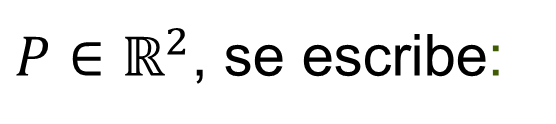 𝑃 ∈ ℝ², se escribe: